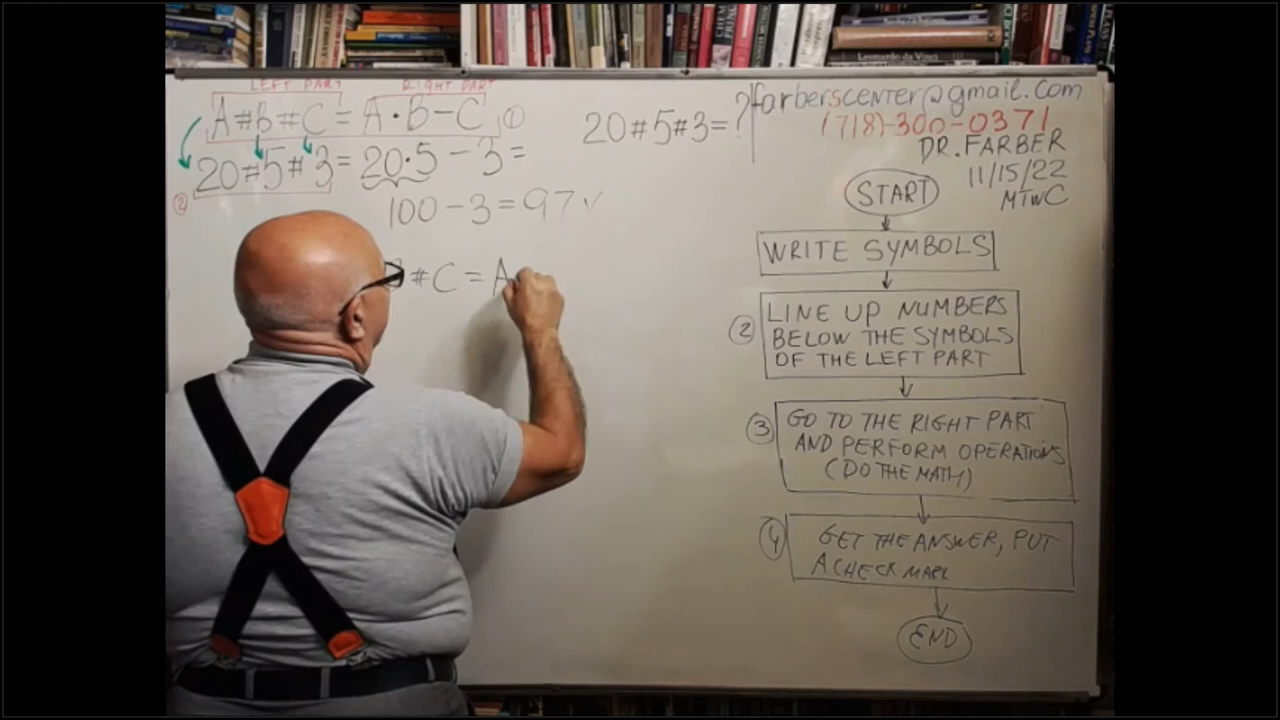 Leonardo da Vinci
LEFT PART RIGHT PART
A#B#C = A·B-C ①
20#5#3= 20·5 - 3=
②
100-3=97✓
#C = A
20#5#3=?
farberscenter@gmail.com
(718)-300-0371
DR. FARBER
11/15/22
MTWC
START
WRITE SYMBOLS
② LINE UP NUMBERS
BELOW THE SYMBOLS
OF THE LEFT PART
③ GO TO THE RIGHT PART
AND PERFORM OPERATIONS
(DO THE MATH)
④ GET THE ANSWER, PUT
A CHECK MARK
END